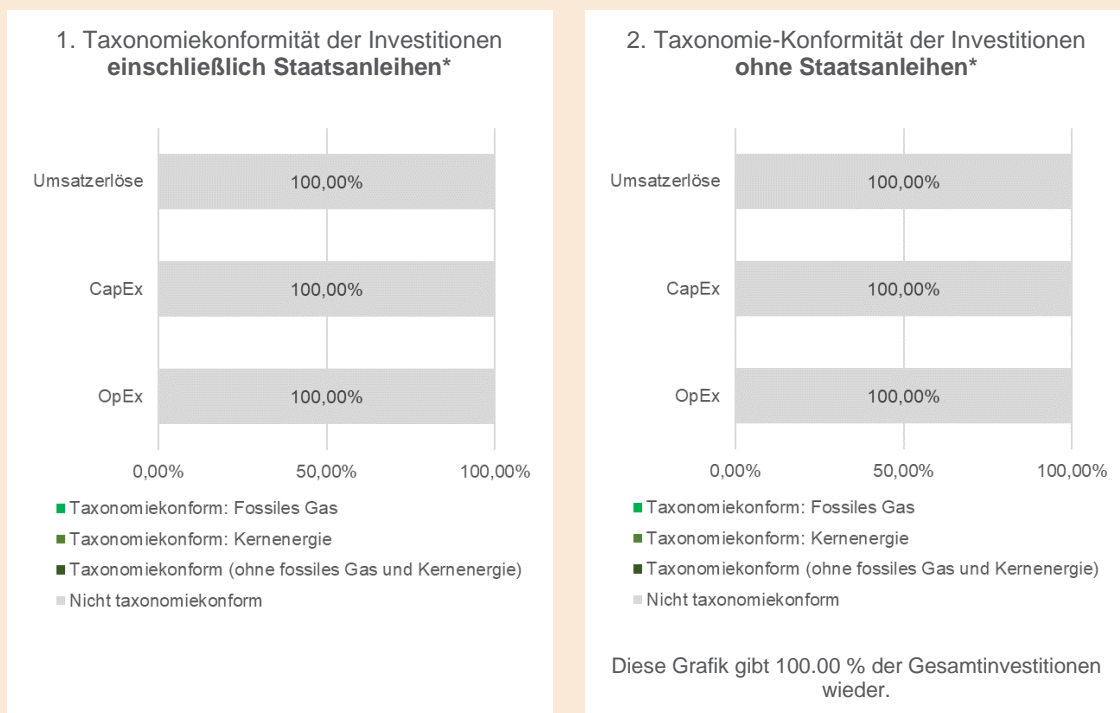 1. Taxonomiekonformität der Investitionen
einschließlich Staatsanleihen*
Umsatzerlöse
100,00%
CapEx
100,00%
OpEx
100,00%
0,00%
50,00%
100,00%
Taxonomiekonform: Fossiles Gas
Taxonomiekonform: Kernenergie
Taxonomiekonform (ohne fossiles Gas und Kernenergie)
Nicht taxonomiekonform
2. Taxonomie-Konformität der Investitionen
ohne Staatsanleihen*
Umsatzerlöse
100,00%
CapEx
100,00%
OpEx
100,00%
0,00%
50,00%
100,00%
Taxonomiekonform: Fossiles Gas
Taxonomiekonform: Kernenergie
Taxonomiekonform (ohne fossiles Gas und Kernenergie)
Nicht taxonomiekonform
Diese Grafik gibt 100.00 % der Gesamtinvestitionen
wieder.